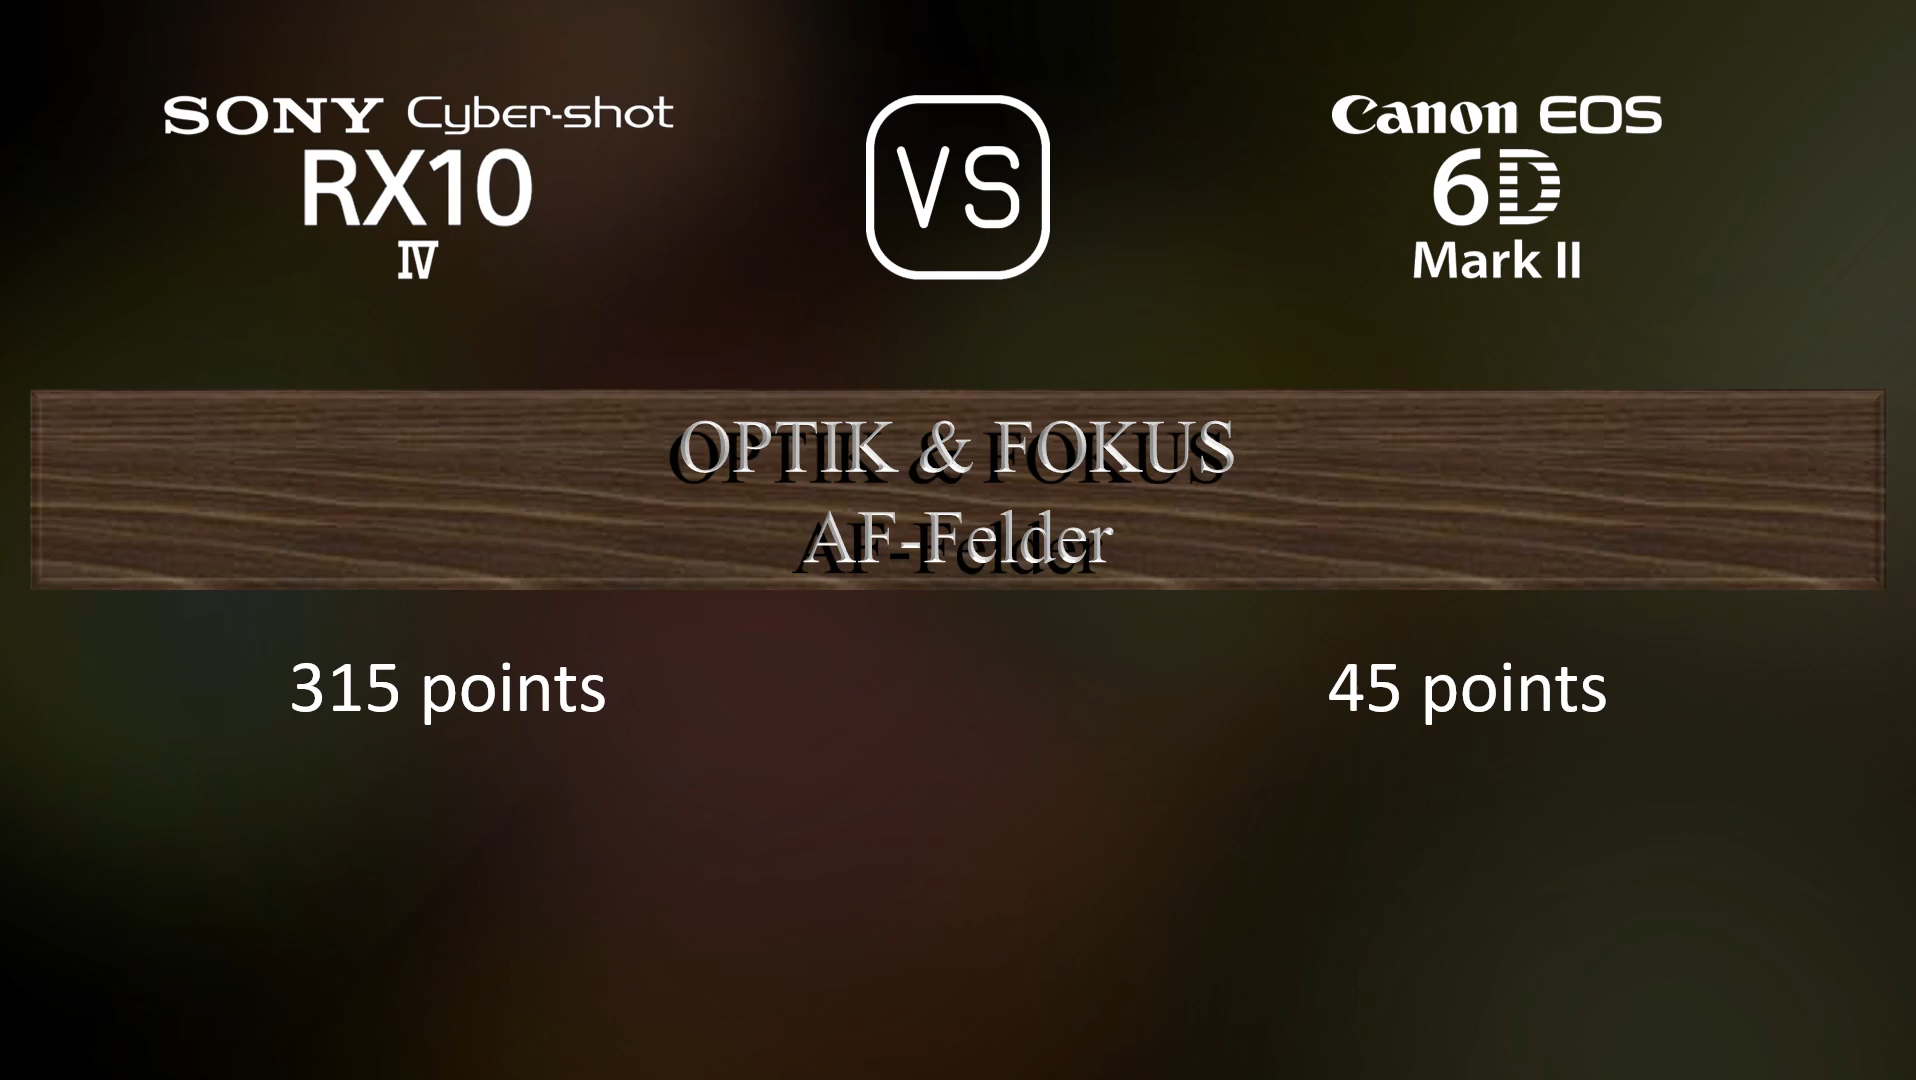 SONY Cyber-shot
RX10
IV
VS
Canon EOS
6D
Mark II
OPTIK & FOKUS
AF-Felder
315 points
45 points